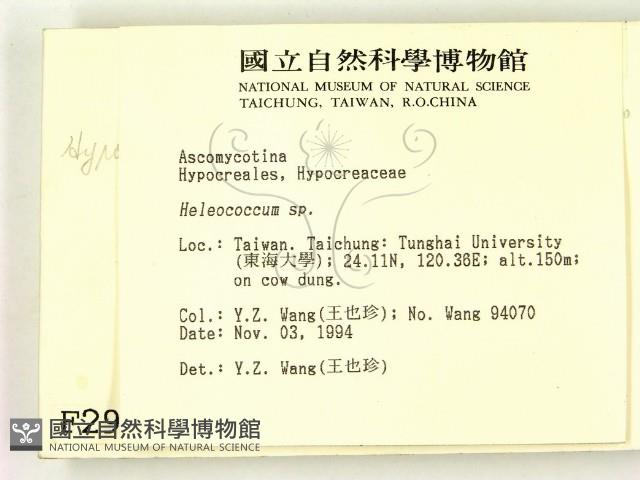 國立自然科學博物館
NATIONAL MUSEUM OF NATURAL SCIENCE
TAICHUNG, TAIWAN, R.O.CHINA
Ascomycotina
Hypocreales, Hypocreaceae
Heleococcum sp.
Loc.: Taiwan. Taichung: Tunghai University
(東海大學); 24.11N, 120.36E; alt.150m;
on cow dung.
Col.: Y.Z. Wang(王也珍); No. Wang 94070
Date: Nov. 03, 1994
Det.: Y.Z. Wang(王也珍)
Hypo
F29
國立自然科學博物館
NATIONAL MUSEUM OF NATURAL SCIENCE